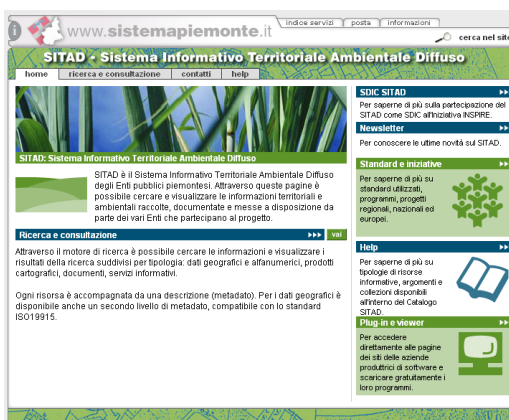 www.sistemapiemonte.it
indice servizi posta informazioni
cerca nel sito
SITAD • Sistema Informativo Territoriale Ambientale Diffuso
home ricerca e consultazione contatti help
SITAD: Sistema Informativo Territoriale Ambientale Diffuso
SITAD è il Sistema Informativo Territoriale Ambientale Diffuso
degli Enti pubblici piemontesi. Attraverso queste pagine è
possibile cercare e visualizzare le informazioni territoriali e
ambientali raccolte, documentate e messe a disposizione da
parte dei vari Enti che partecipano al progetto.
Ricerca e consultazione
vai
Attraverso il motore di ricerca è possibile cercare le informazioni e visualizzare i
risultati della ricerca suddivisi per tipologia: dati geografici e alfanumerici, prodotti
cartografici, documenti, servizi informativi.
Ogni risorsa è accompagnata da una descrizione (metadato). Per i dati geografici è
disponibile anche un secondo livello di metadato, compatibile con lo standard
ISO19915.
SDIC SITAD
Per saperne di più sulla partecipazione del
SITAD come SDIC all'Iniziativa INSPIRE.
Newsletter
Per conoscere le ultime novità sul SITAD.
Standard e iniziative
Per saperne di più su
standard utilizzati,
programmi, progetti
regionali, nazionali ed
europei.
Help
Per saperne di più su
tipologie di risorse
informative, argomenti e
collezioni disponibili
all'interno del Catalogo
SITAD.
Plug-in e viewer
Per accedere
direttamente alle pagine
dei siti delle aziende
produttrici di software e
scaricare gratuitamente i
loro programmi.